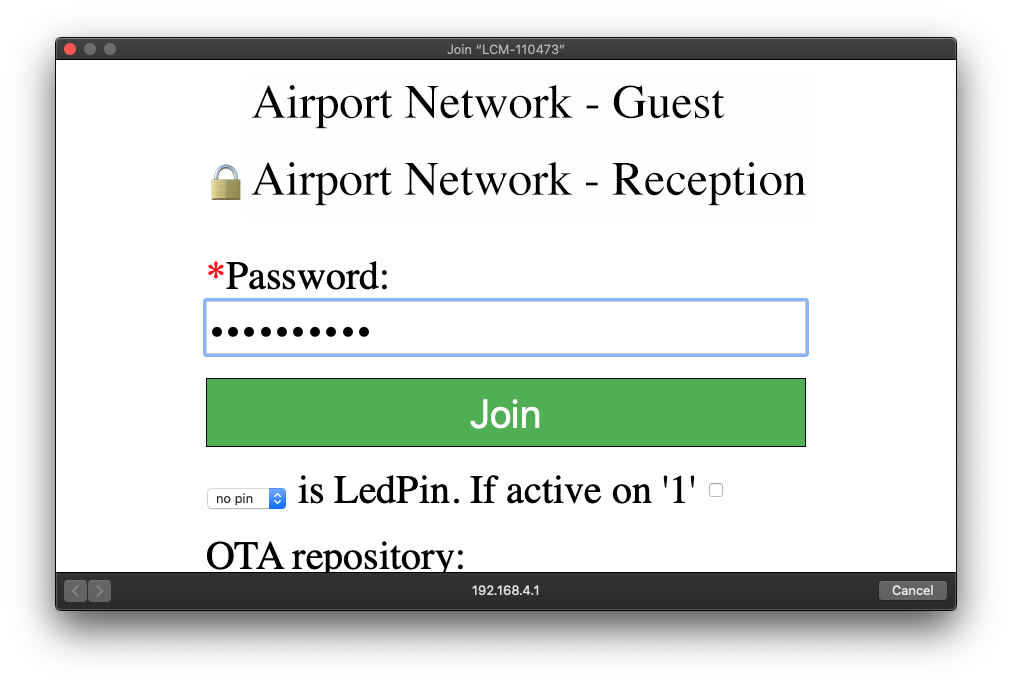 Join “LCM-110473”
Airport Network - Guest
Airport Network - Reception
*Password:
••••••••••
Join
no pin is LedPin. If active on '1'
OTA repository:
192.168.4.1 Cancel